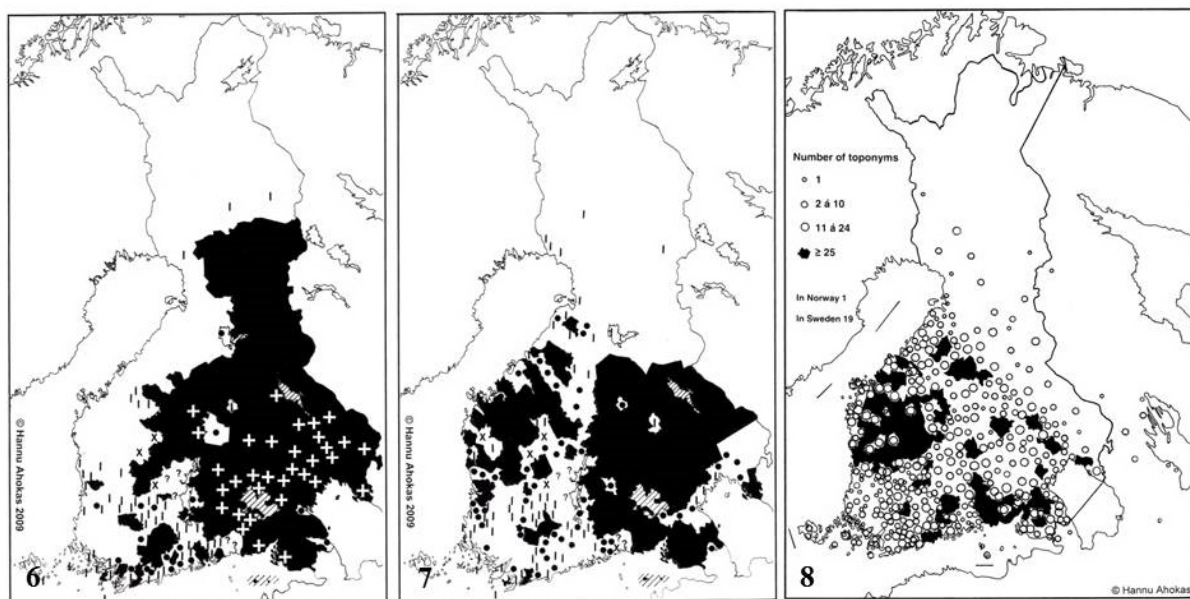 6
© Hannu Ahokas 2009
7
© Hannu Ahokas 2009
Number of toponyms
1
2 á 10
11 á 24
≥ 25
In Norway 1
In Sweden 19
8
© Hannu Ahokas